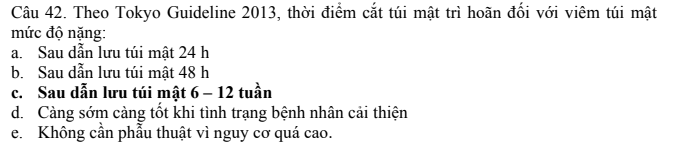 Câu 42. Theo Tokyo Guideline 2013, thời điểm cắt túi mật trì hoãn đối với viêm túi mật
mức độ nặng:
a. Sau dẫn lưu túi mật 24 h
b. Sau dẫn lưu túi mật 48 h
c. Sau dẫn lưu túi mật 6 – 12 tuần
d. Càng sớm càng tốt khi tình trạng bệnh nhân cải thiện
e. Không cần phẫu thuật vì nguy cơ quá cao.